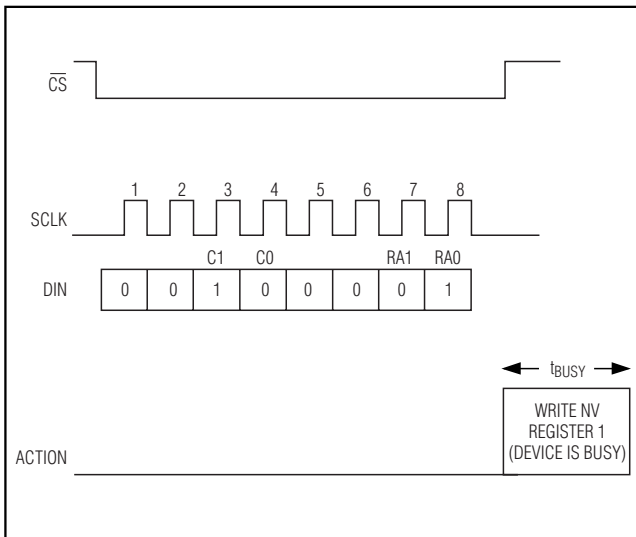 CS
1 2 3 4 5 6 7 8
SCLK
C1 C0 RA1 RA0
DIN 0 0 1 0 0 0 0 1
tBUSY
WRITE NV
REGISTER 1
(DEVICE IS BUSY)
ACTION